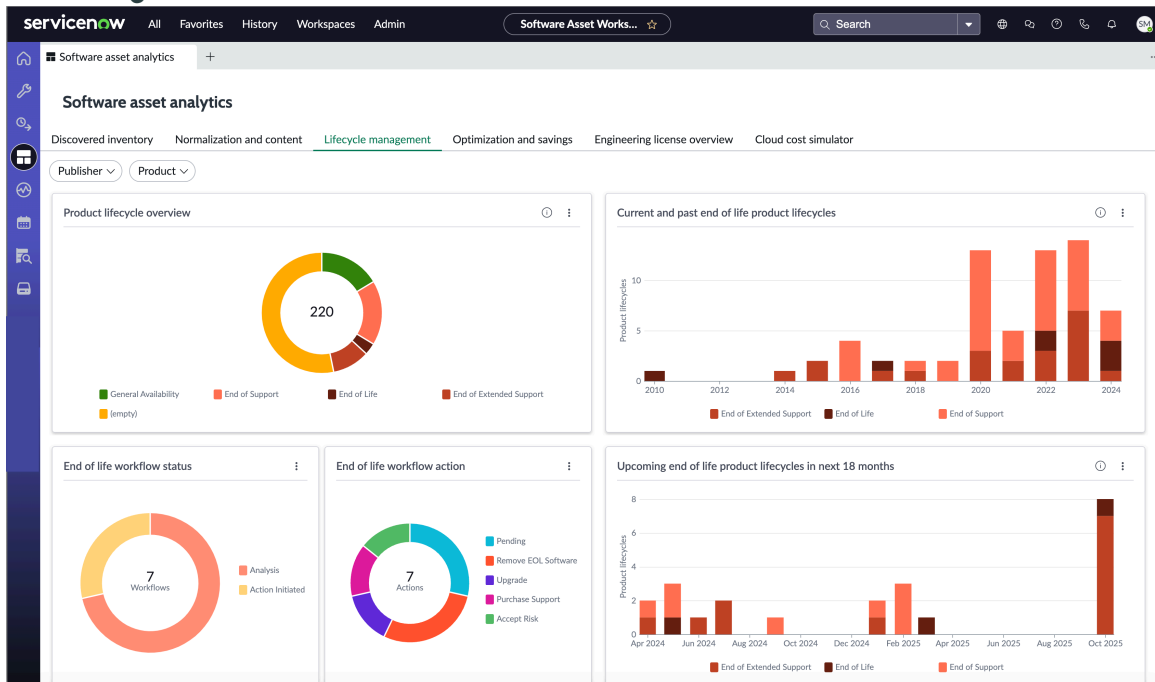 servicenow All Favorites History Workspaces Admin Software Asset Works... Search SM
Software asset analytics
Software asset analytics
Discovered inventory Normalization and content Lifecycle management Optimization and savings Engineering license overview Cloud cost simulator
Publisher Product
Product lifecycle overview
220
General Availability End of Support End of Life End of Extended Support
(empty)
Current and past end of life product lifecycles
Product lifecycles
10
5
0
2010 2012 2014 2016 2018 2020 2022 2024
End of Extended Support End of Life End of Support
End of life workflow status
7
Workflows
Analysis
Action Initiated
End of life workflow action
7
Actions
Pending
Remove EOL Software
Upgrade
Purchase Support
Accept Risk
Upcoming end of life product lifecycles in next 18 months
Product lifecycles
8
6
4
2
0
Apr 2024 Jun 2024 Aug 2024 Oct 2024 Dec 2024 Feb 2025 Apr 2025 Jun 2025 Aug 2025 Oct 2025
End of Extended Support End of Life End of Support